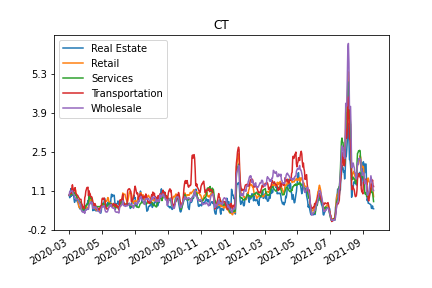 CT
Real Estate
Retail
Services
Transportation
Wholesale
5.3
3.9
2.5
1.1
-0.2
2020-03
2020-05
2020-07
2020-09
2020-11
2021-01
2021-03
2021-05
2021-07
2021-09